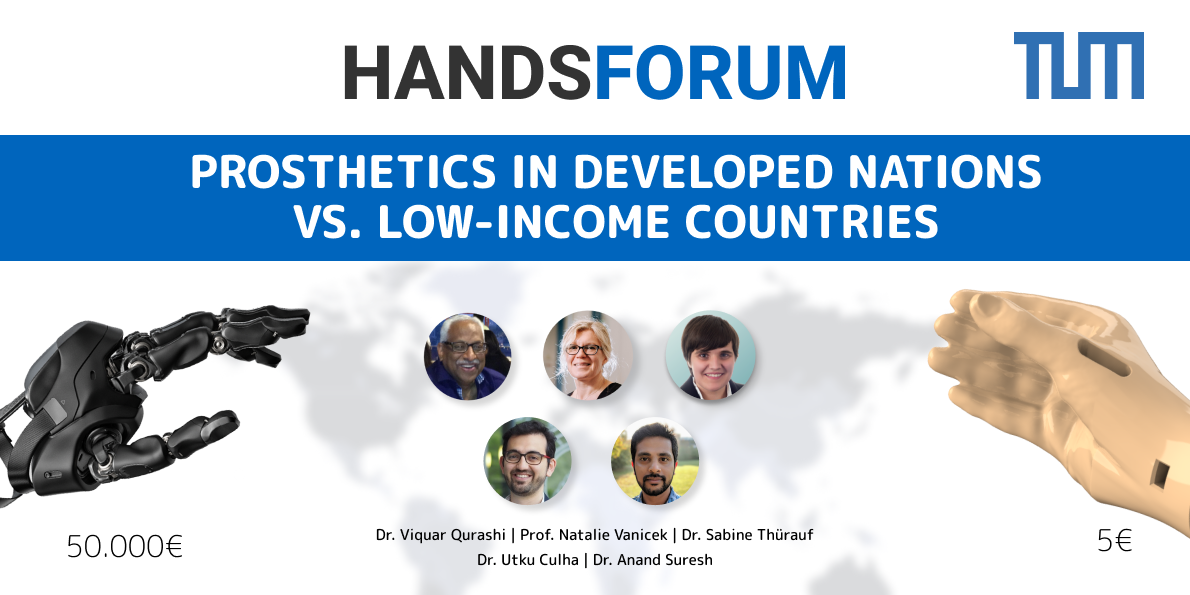 HANDSFORUM
TUM
PROSTHETICS IN DEVELOPED NATIONS
VS. LOW-INCOME COUNTRIES
50.000€
Dr. Viquar Qurashi | Prof. Natalie Vanicek | Dr. Sabine Thürauf
Dr. Utku Culha | Dr. Anand Suresh
5€